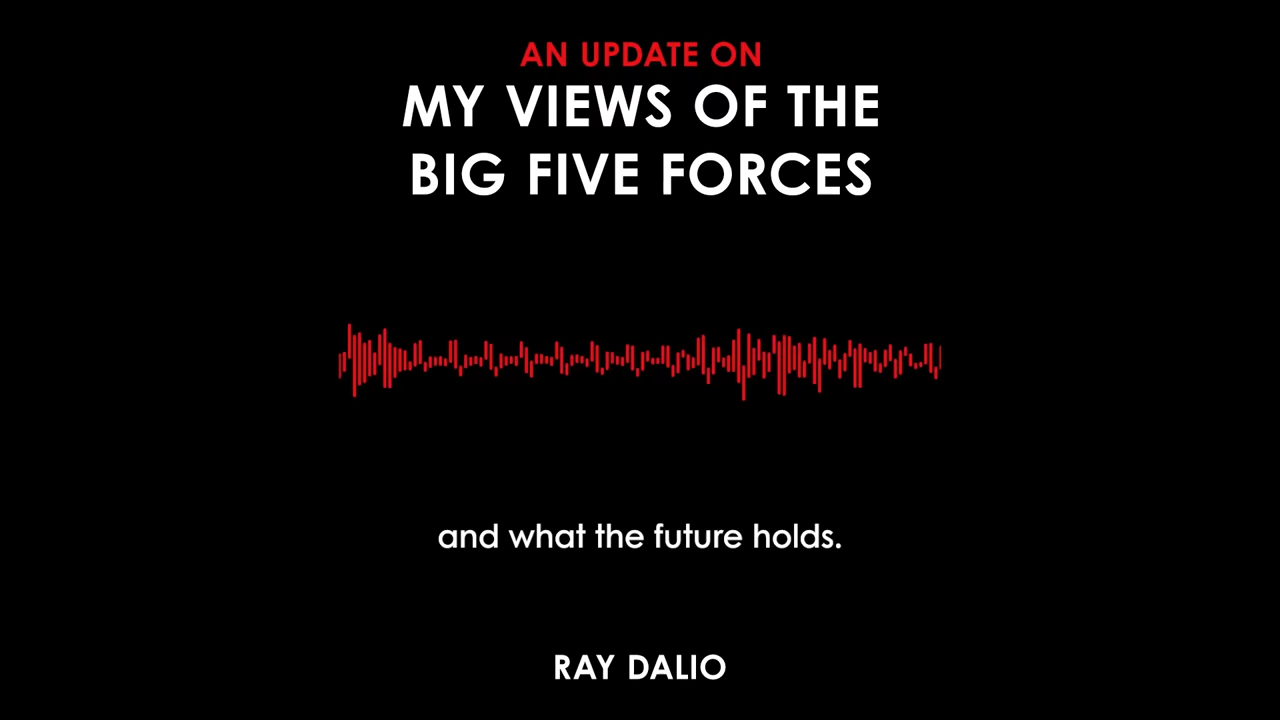 AN UPDATE ON
MY VIEWS OF THE
BIG FIVE FORCES
and what the future holds.
RAY DALIO